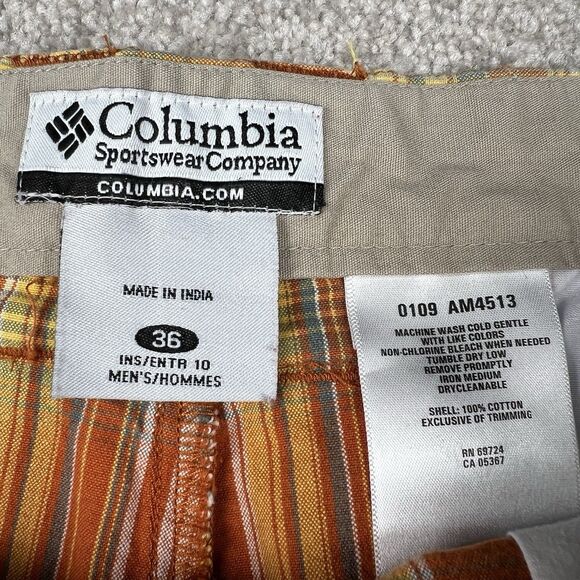 Columbia
Sportswear Company
COLUMBIA.COM
MADE IN INDIA
36
INS/ENTR 10
MEN'S/HOMMES
0109 AM4513
MACHINE WASH COLD GENTLE
WITH LIKE COLORS
NON-CHLORINE BLEACH WHEN NEEDED
TUMBLE DRY LOW
REMOVE PROMPTLY
IRON MEDIUM
DRYCLEANABLE
SHELL: 100% COTTON
EXCLUSIVE OF TRIMMING
RN 69724
CA 05367